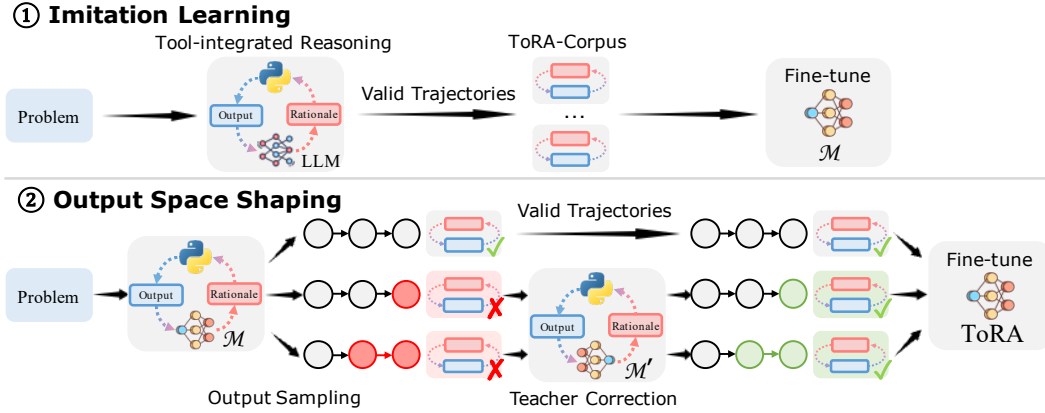 ① Imitation Learning
Tool-integrated Reasoning
ToRA-Corpus
Problem
Output
Rationale
LLM
Valid Trajectories
...
Fine-tune
M
② Output Space Shaping
Problem
Output
Rationale
M
Valid Trajectories
Output
Rationale
M'
Fine-tune
ToRA
Output Sampling
Teacher Correction